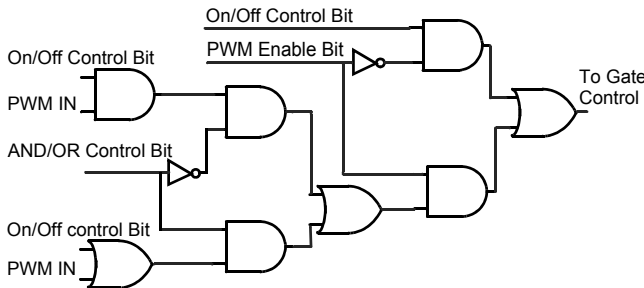 On/Off Control Bit
PWM Enable Bit
On/Off Control Bit
PWM IN
To Gate
Control
AND/OR Control Bit
On/Off control Bit
PWM IN